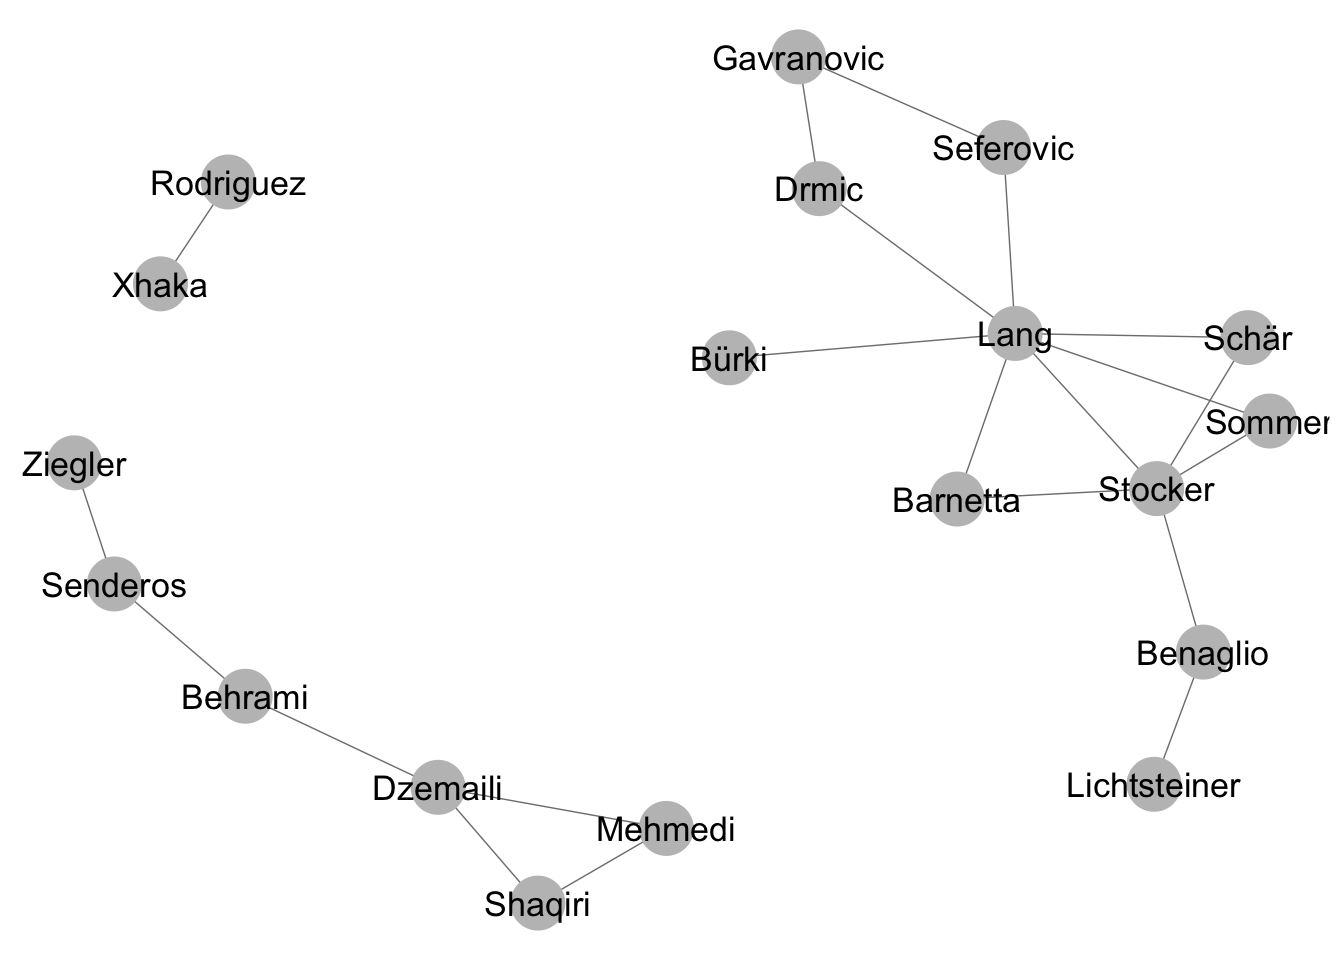 Gavranovic
Seferovic
Rodriguez
Drmic
Xhaka
Lang
Schär
Bürki
Sommer
Ziegler
Stocker
Barnetta
Senderos
Benaglio
Behrami
Lichtsteiner
Dzemaili
Mehmedi
Shaqiri